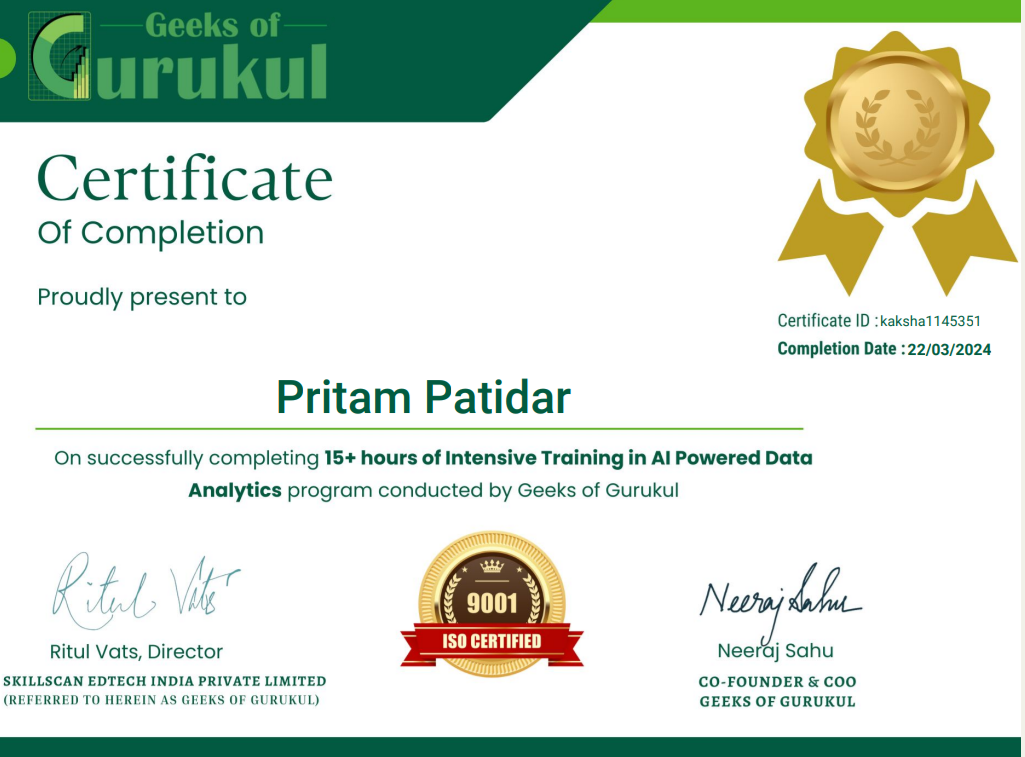 Geeks of
Gurukul
Certificate
Of Completion
Proudly present to
Certificate ID : kaksha1145351
Completion Date : 22/03/2024
Pritam Patidar
On successfully completing 15+ hours of Intensive Training in AI Powered Data
Analytics program conducted by Geeks of Gurukul
Ritul Vats
Ritul Vats, Director
SKILLSCAN EDTECH INDIA PRIVATE LIMITED
(REFERRED TO HEREIN AS GEEKS OF GURUKUL)
9001
ISO CERTIFIED
Neeraj Sahu
Neeraj Sahu
CO-FOUNDER & COO
GEEKS OF GURUKUL